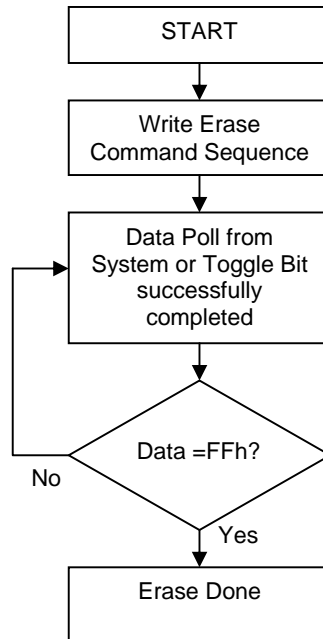 START
Write Erase
Command Sequence
Data Poll from
System or Toggle Bit
successfully
completed
Data =FFh?
No
Yes
Erase Done